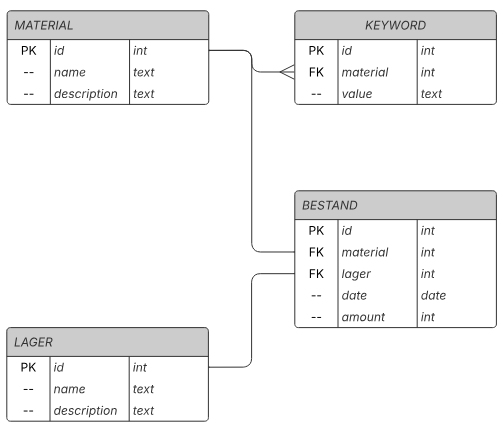 MATERIAL
PK id int
-- name text
-- description text
KEYWORD
PK id int
FK material int
-- value text
BESTAND
PK id int
FK material int
FK lager int
-- date date
-- amount int
LAGER
PK id int
-- name text
-- description text